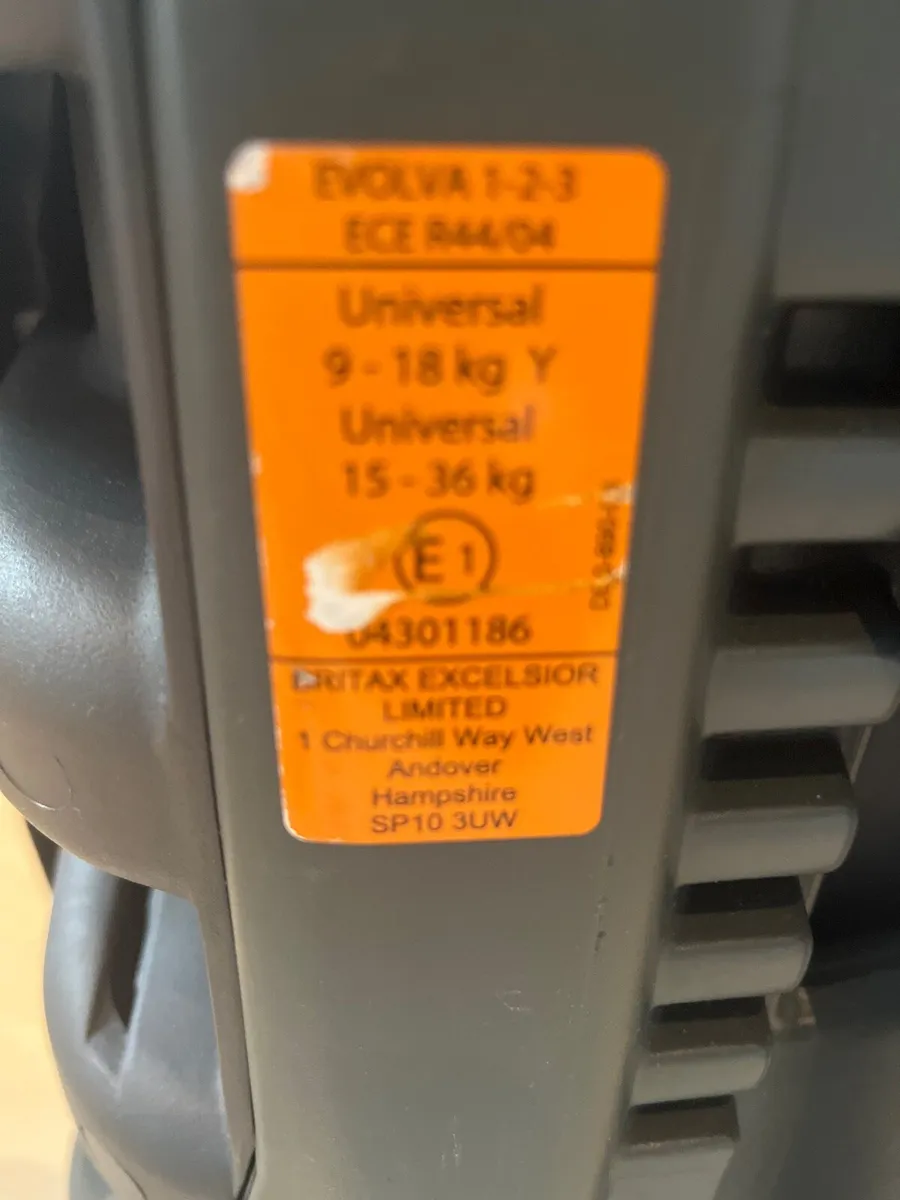 EVOLVA 1-2-3
ECE R44/04
Universal
9 - 18 kg Y
Universal
15 - 36 kg
E1
04301186
BRITAX EXCELSIOR
LIMITED
1 Churchill Way West
Andover
Hampshire
SP10 3UW